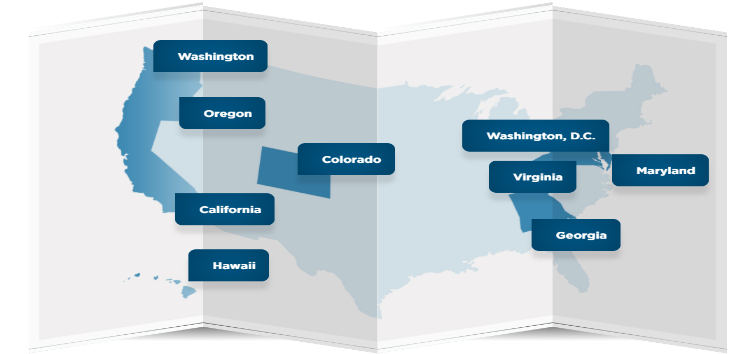 Washington
Oregon
Colorado
Washington, D.C.
Virginia
Maryland
California
Georgia
Hawaii